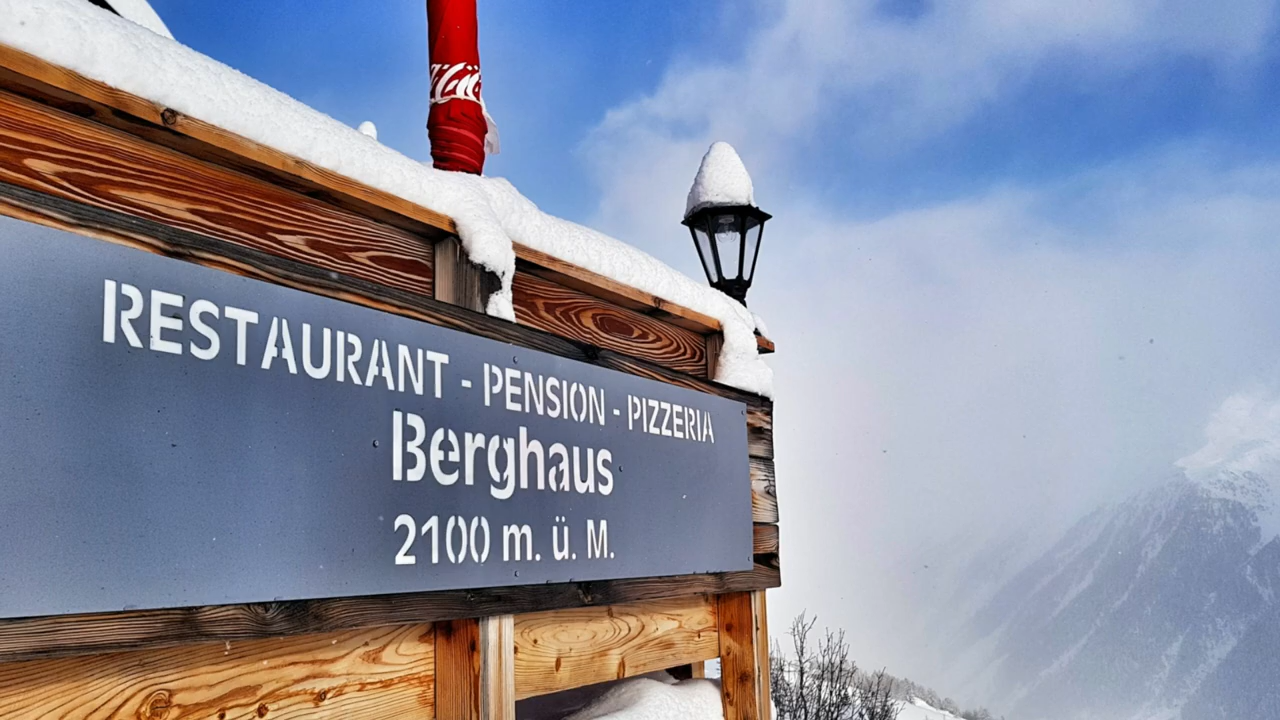 RESTAURANT - PENSION - PIZZERIA
Berghaus
2100 m. ü. M.